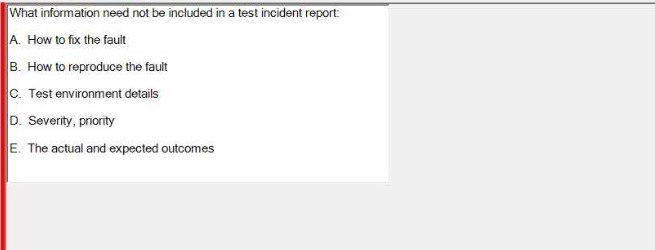 What information need not be included in a test incident report:
A. How to fix the fault
B. How to reproduce the fault
C. Test environment details
D. Severity, priority
E. The actual and expected outcomes